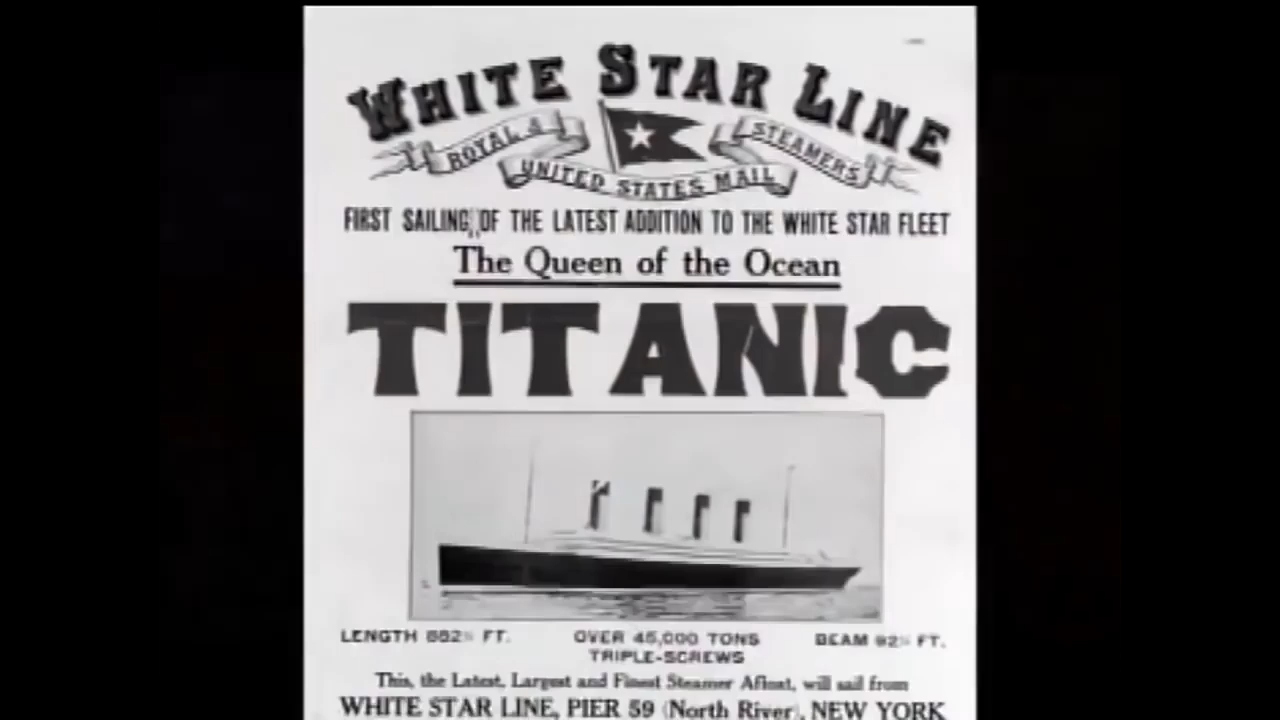 WHITE STAR LINE
ROYAL & UNITED STATES MAIL STEAMERS
FIRST SAILING OF THE LATEST ADDITION TO THE WHITE STAR FLEET
The Queen of the Ocean
TITANIC
LENGTH 882½ FT. OVER 45,000 TONS BEAM 92½ FT.
TRIPLE-SCREWS
This, the Latest, Largest and Finest Steamer Afloat, will sail from
WHITE STAR LINE, PIER 59 (North River), NEW YORK